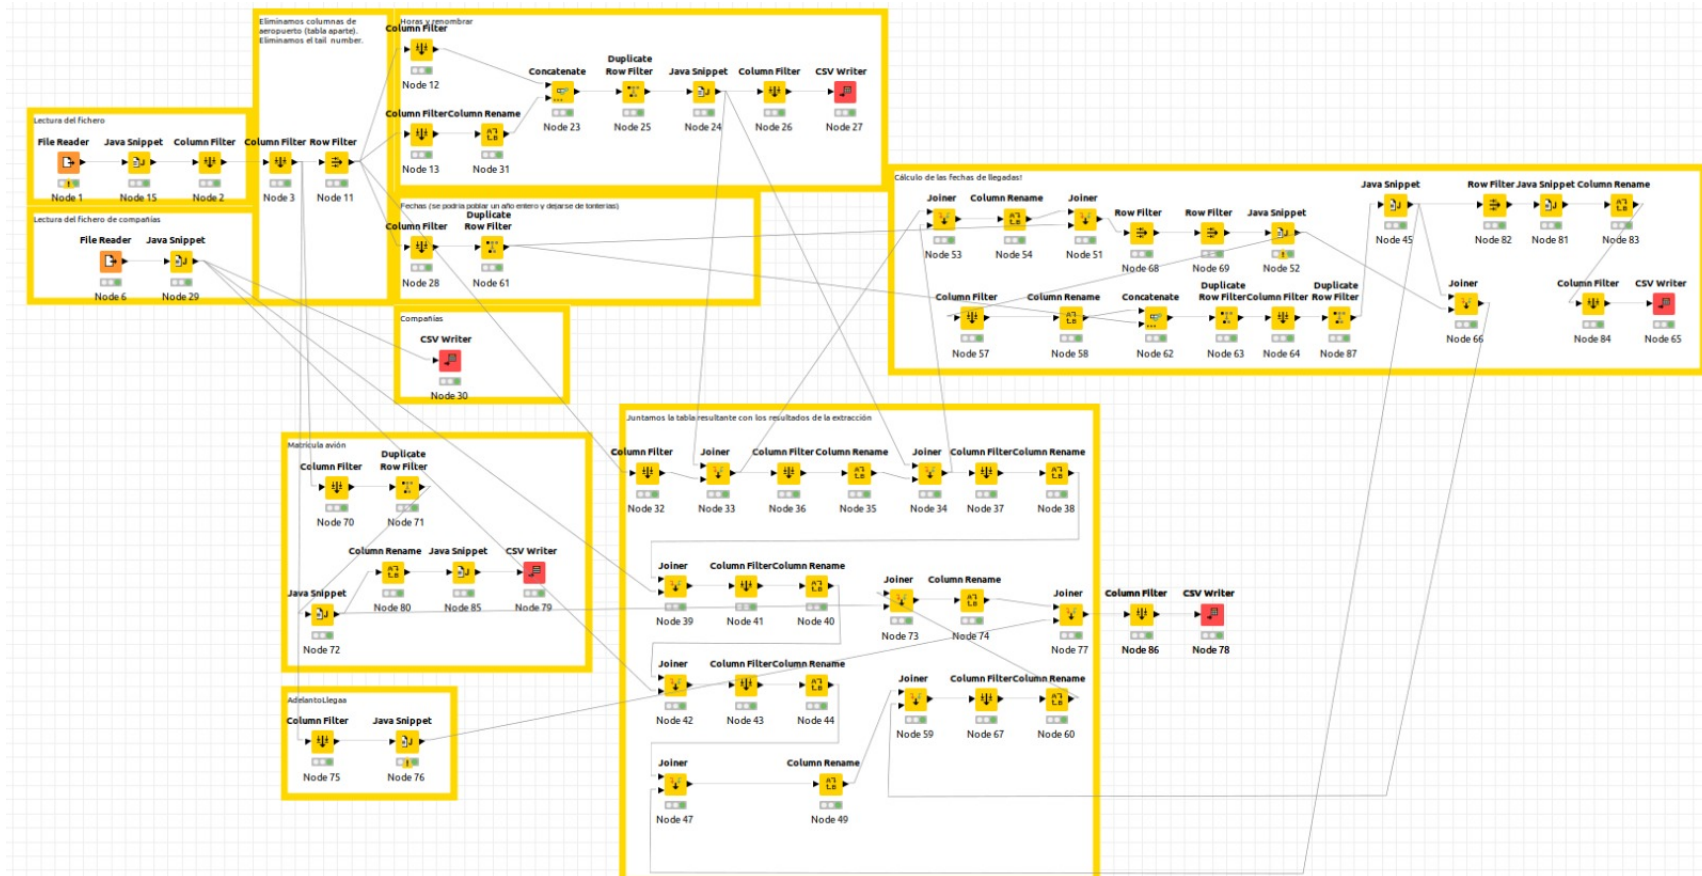 Lectura del fichero
File Reader
Java Snippet
Column Filter
Node 1
Node 15
Node 2
Lectura del fichero de compañías
File Reader
Java Snippet
Node 6
Node 29
Eliminamos columnas de
aeropuerto (tabla aparte).
Eliminamos el tail number.
Column Filter
Row Filter
Node 3
Node 11
Horas y renombrar
Column Filter
Node 12
Column Filter
Column Rename
Node 13
Node 31
Concatenate
Duplicate
Row Filter
Java Snippet
Column Filter
CSV Writer
Node 23
Node 25
Node 24
Node 26
Node 27
Fechas (se podría poblar un año entero y dejarse de tonterias)
Column Filter
Duplicate
Row Filter
Node 28
Node 61
Compañías
CSV Writer
Node 30
Cálculo de las fechas de llegadas!
Joiner
Column Rename
Joiner
Row Filter
Row Filter
Java Snippet
Node 53
Node 54
Node 51
Node 68
Node 69
Node 52
Java Snippet
Row Filter
Java Snippet
Column Rename
Node 45
Node 82
Node 81
Node 83
Column Filter
Column Rename
Concatenate
Duplicate
Row Filter
Column Filter
Duplicate
Row Filter
Joiner
Column Filter
CSV Writer
Node 57
Node 58
Node 62
Node 63
Node 64
Node 87
Node 66
Node 84
Node 65
Matrícula avión
Column Filter
Duplicate
Row Filter
Node 70
Node 71
Column Rename
Java Snippet
CSV Writer
Node 80
Node 85
Node 79
Java Snippet
Node 72
AdelantoLlegaa
Column Filter
Java Snippet
Node 75
Node 76
Juntamos la tabla resultante con los resultados de la extracción
Column Filter
Joiner
Column Filter
Column Rename
Joiner
Column Filter
Column Rename
Node 32
Node 33
Node 36
Node 35
Node 34
Node 37
Node 38
Joiner
Column Filter
Column Rename
Node 39
Node 41
Node 40
Joiner
Column Rename
Joiner
Column Filter
CSV Writer
Node 73
Node 74
Node 77
Node 86
Node 78
Joiner
Column Filter
Column Rename
Node 42
Node 43
Node 44
Joiner
Column Filter
Column Rename
Node 59
Node 67
Node 60
Joiner
Column Rename
Node 47
Node 49